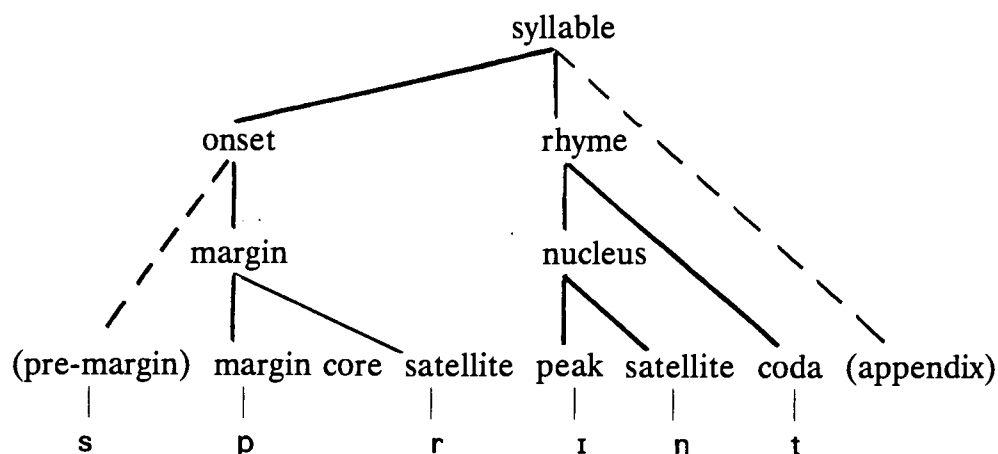 syllable
onset rhyme
margin nucleus
(pre-margin) margin core satellite peak satellite coda (appendix)
s p r ɪ n t